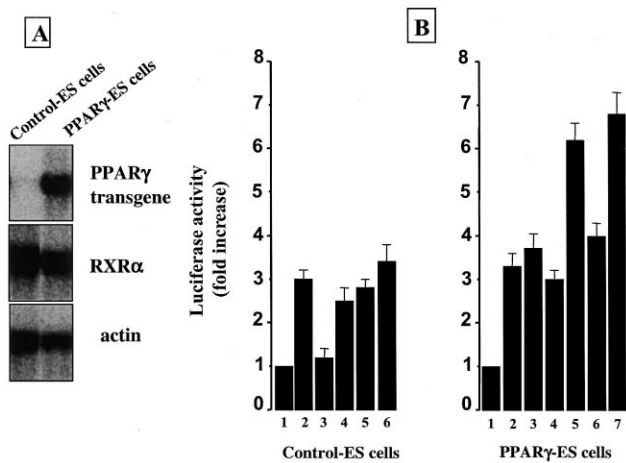 A
B
Control-ES cells
PPARγ-ES cells
PPARγ
transgene
RXRα
actin
Luciferase activity
(fold increase)
8
7
6
5
4
3
2
1
0
1 2 3 4 5 6
Control-ES cells
8
7
6
5
4
3
2
1
0
1 2 3 4 5 6 7
PPARγ-ES cells